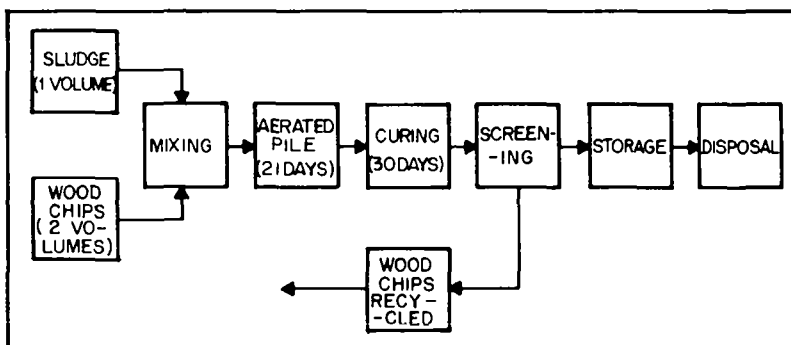 SLUDGE
(1 VOLUME)
WOOD
CHIPS
(2 VO-
LUMES)
MIXING
AERATED
PILE
(21 DAYS)
CURING
(30 DAYS)
SCREEN-
-ING
STORAGE
DISPOSAL
WOOD
CHIPS
RECY-
-CLED